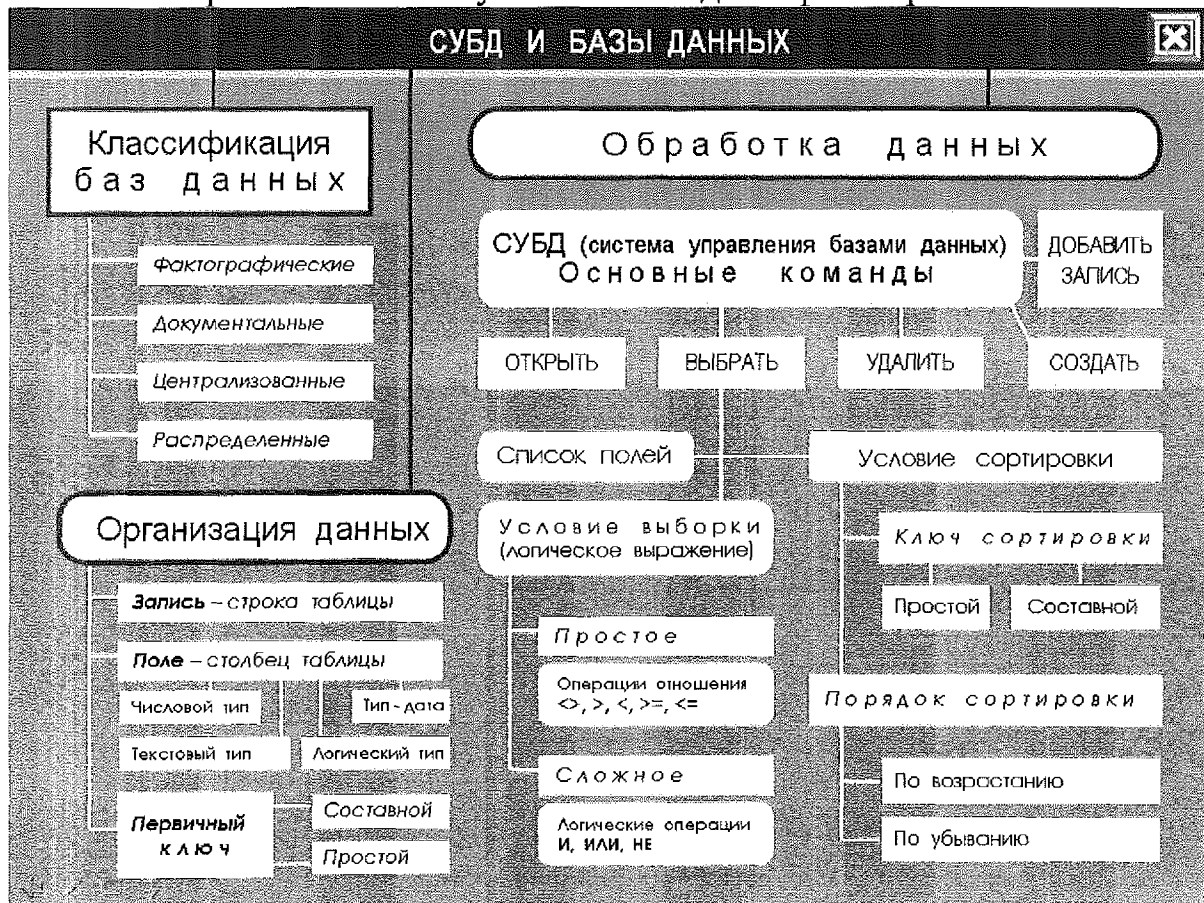 СУБД И БАЗЫ ДАННЫХ
Классификация
баз данных
Фактографические
Документальные
Централизованные
Распределенные
Организация данных
Запись – строка таблицы
Поле – столбец таблицы
Числовой тип
Тип-дата
Текстовый тип
Логический тип
Первичный
ключ
Составной
Простой
Обработка данных
СУБД (система управления базами данных)
Основные команды
ДОБАВИТЬ
ЗАПИСЬ
ОТКРЫТЬ
ВЫБРАТЬ
УДАЛИТЬ
СОЗДАТЬ
Список полей
Условие сортировки
Условие выборки
(логическое выражение)
Простое
Операции отношения
<>, >, <, >=, <=
Сложное
Логические операции
И, ИЛИ, НЕ
Ключ сортировки
Простой
Составной
Порядок сортировки
По возрастанию
По убыванию